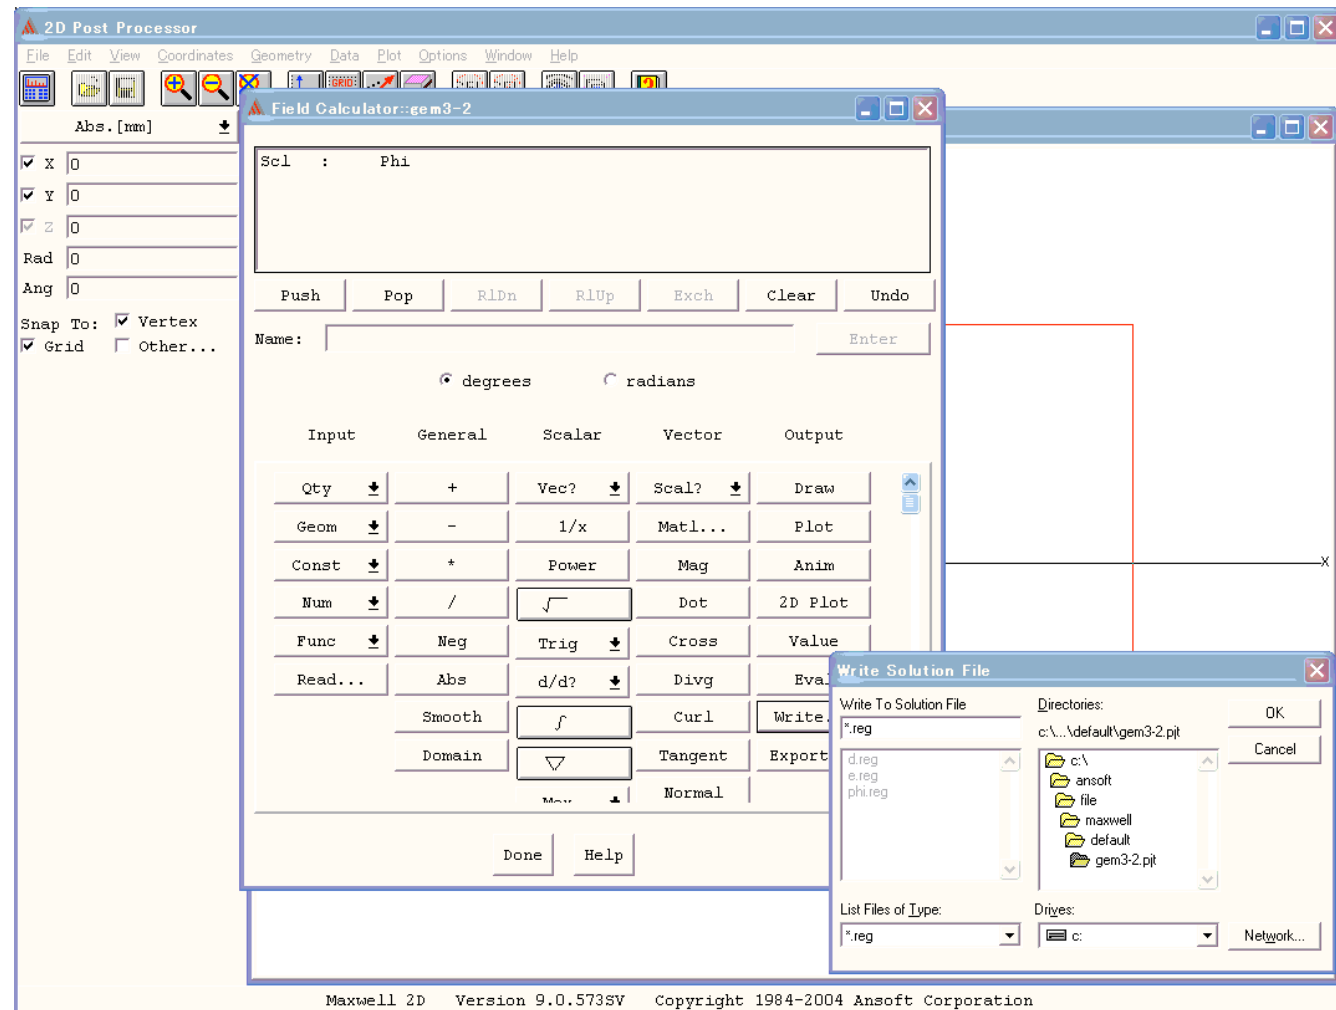 2D Post Processor
File Edit View Coordinates Geometry Data Plot Options Window Help
GRID
Abs.[mm]
X 0
Y 0
Z 0
Rad 0
Ang 0
Snap To: Vertex
Grid Other...
Field Calculator::gem3-2
Scl : Phi
Push Pop RlDn RlUp Exch Clear Undo
Name: Enter
degrees radians
Input General Scalar Vector Output
Qty + Vec? Scal? Draw
Geom - 1/x Matl... Plot
Const * Power Mag Anim
Num / √ Dot 2D Plot
Func Neg Trig Cross Value
Read... Abs d/d? Divg Eval
Smooth ∫ Curl Write.
Domain ▽ Tangent Export
Max Normal
Done Help
X
Write Solution File
Write To Solution File
*.reg
d.reg
e.reg
phi.reg
List Files of Type:
*.reg
Directories:
c:\...\default\gem3-2.pjt
c:\
ansoft
file
maxwell
default
gem3-2.pjt
Drives:
c:
OK
Cancel
Network...
Maxwell 2D Version 9.0.573SV Copyright 1984-2004 Ansoft Corporation